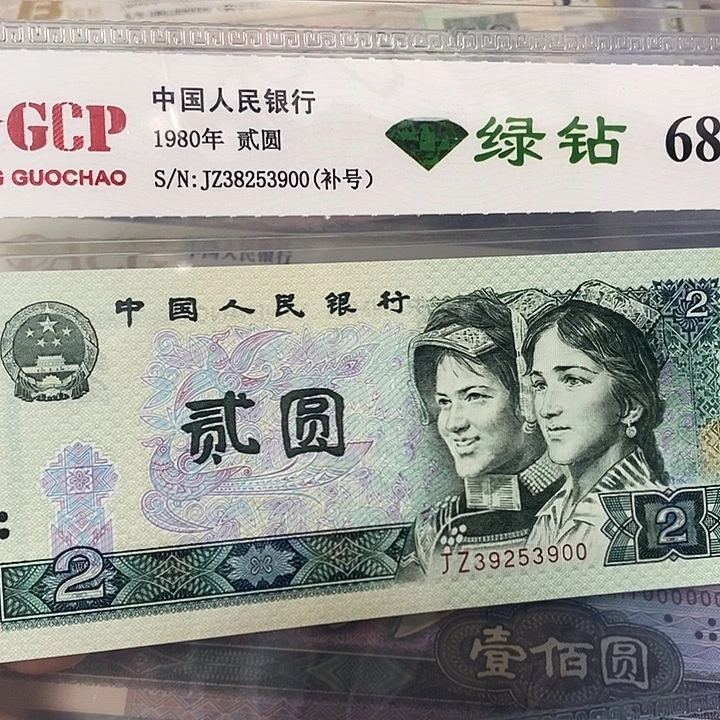 GCP
GUOCHAO
中国人民银行
1980年 贰圆
S/N:JZ38253900(补号)
绿钻
68
中国人民银行
贰圆
2
2
2
JZ39253900
壹佰圆